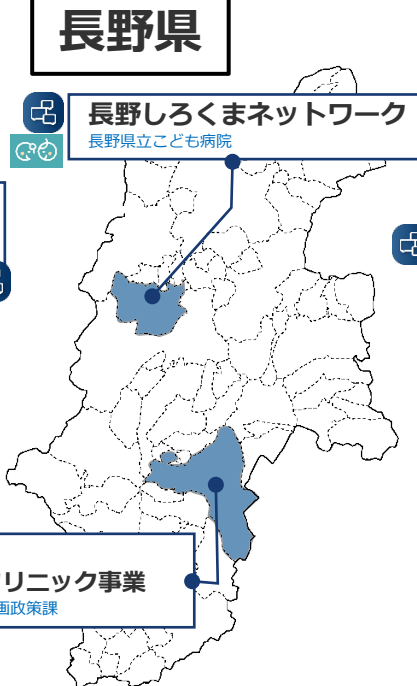 長野県
長野しろくまネットワーク
長野県立こども病院
リニック事業
政策課